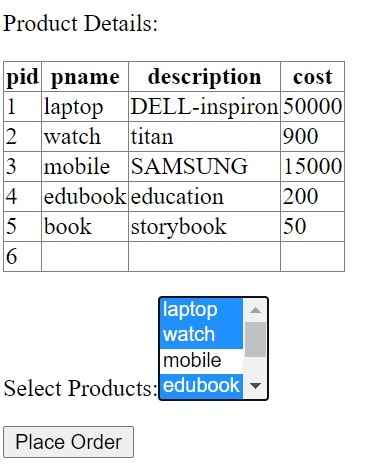 Product Details:
pid pname description cost
1 laptop DELL-inspiron 50000
2 watch titan 900
3 mobile SAMSUNG 15000
4 edubook education 200
5 book storybook 50
6
laptop
watch
mobile
Select Products: edubook
Place Order